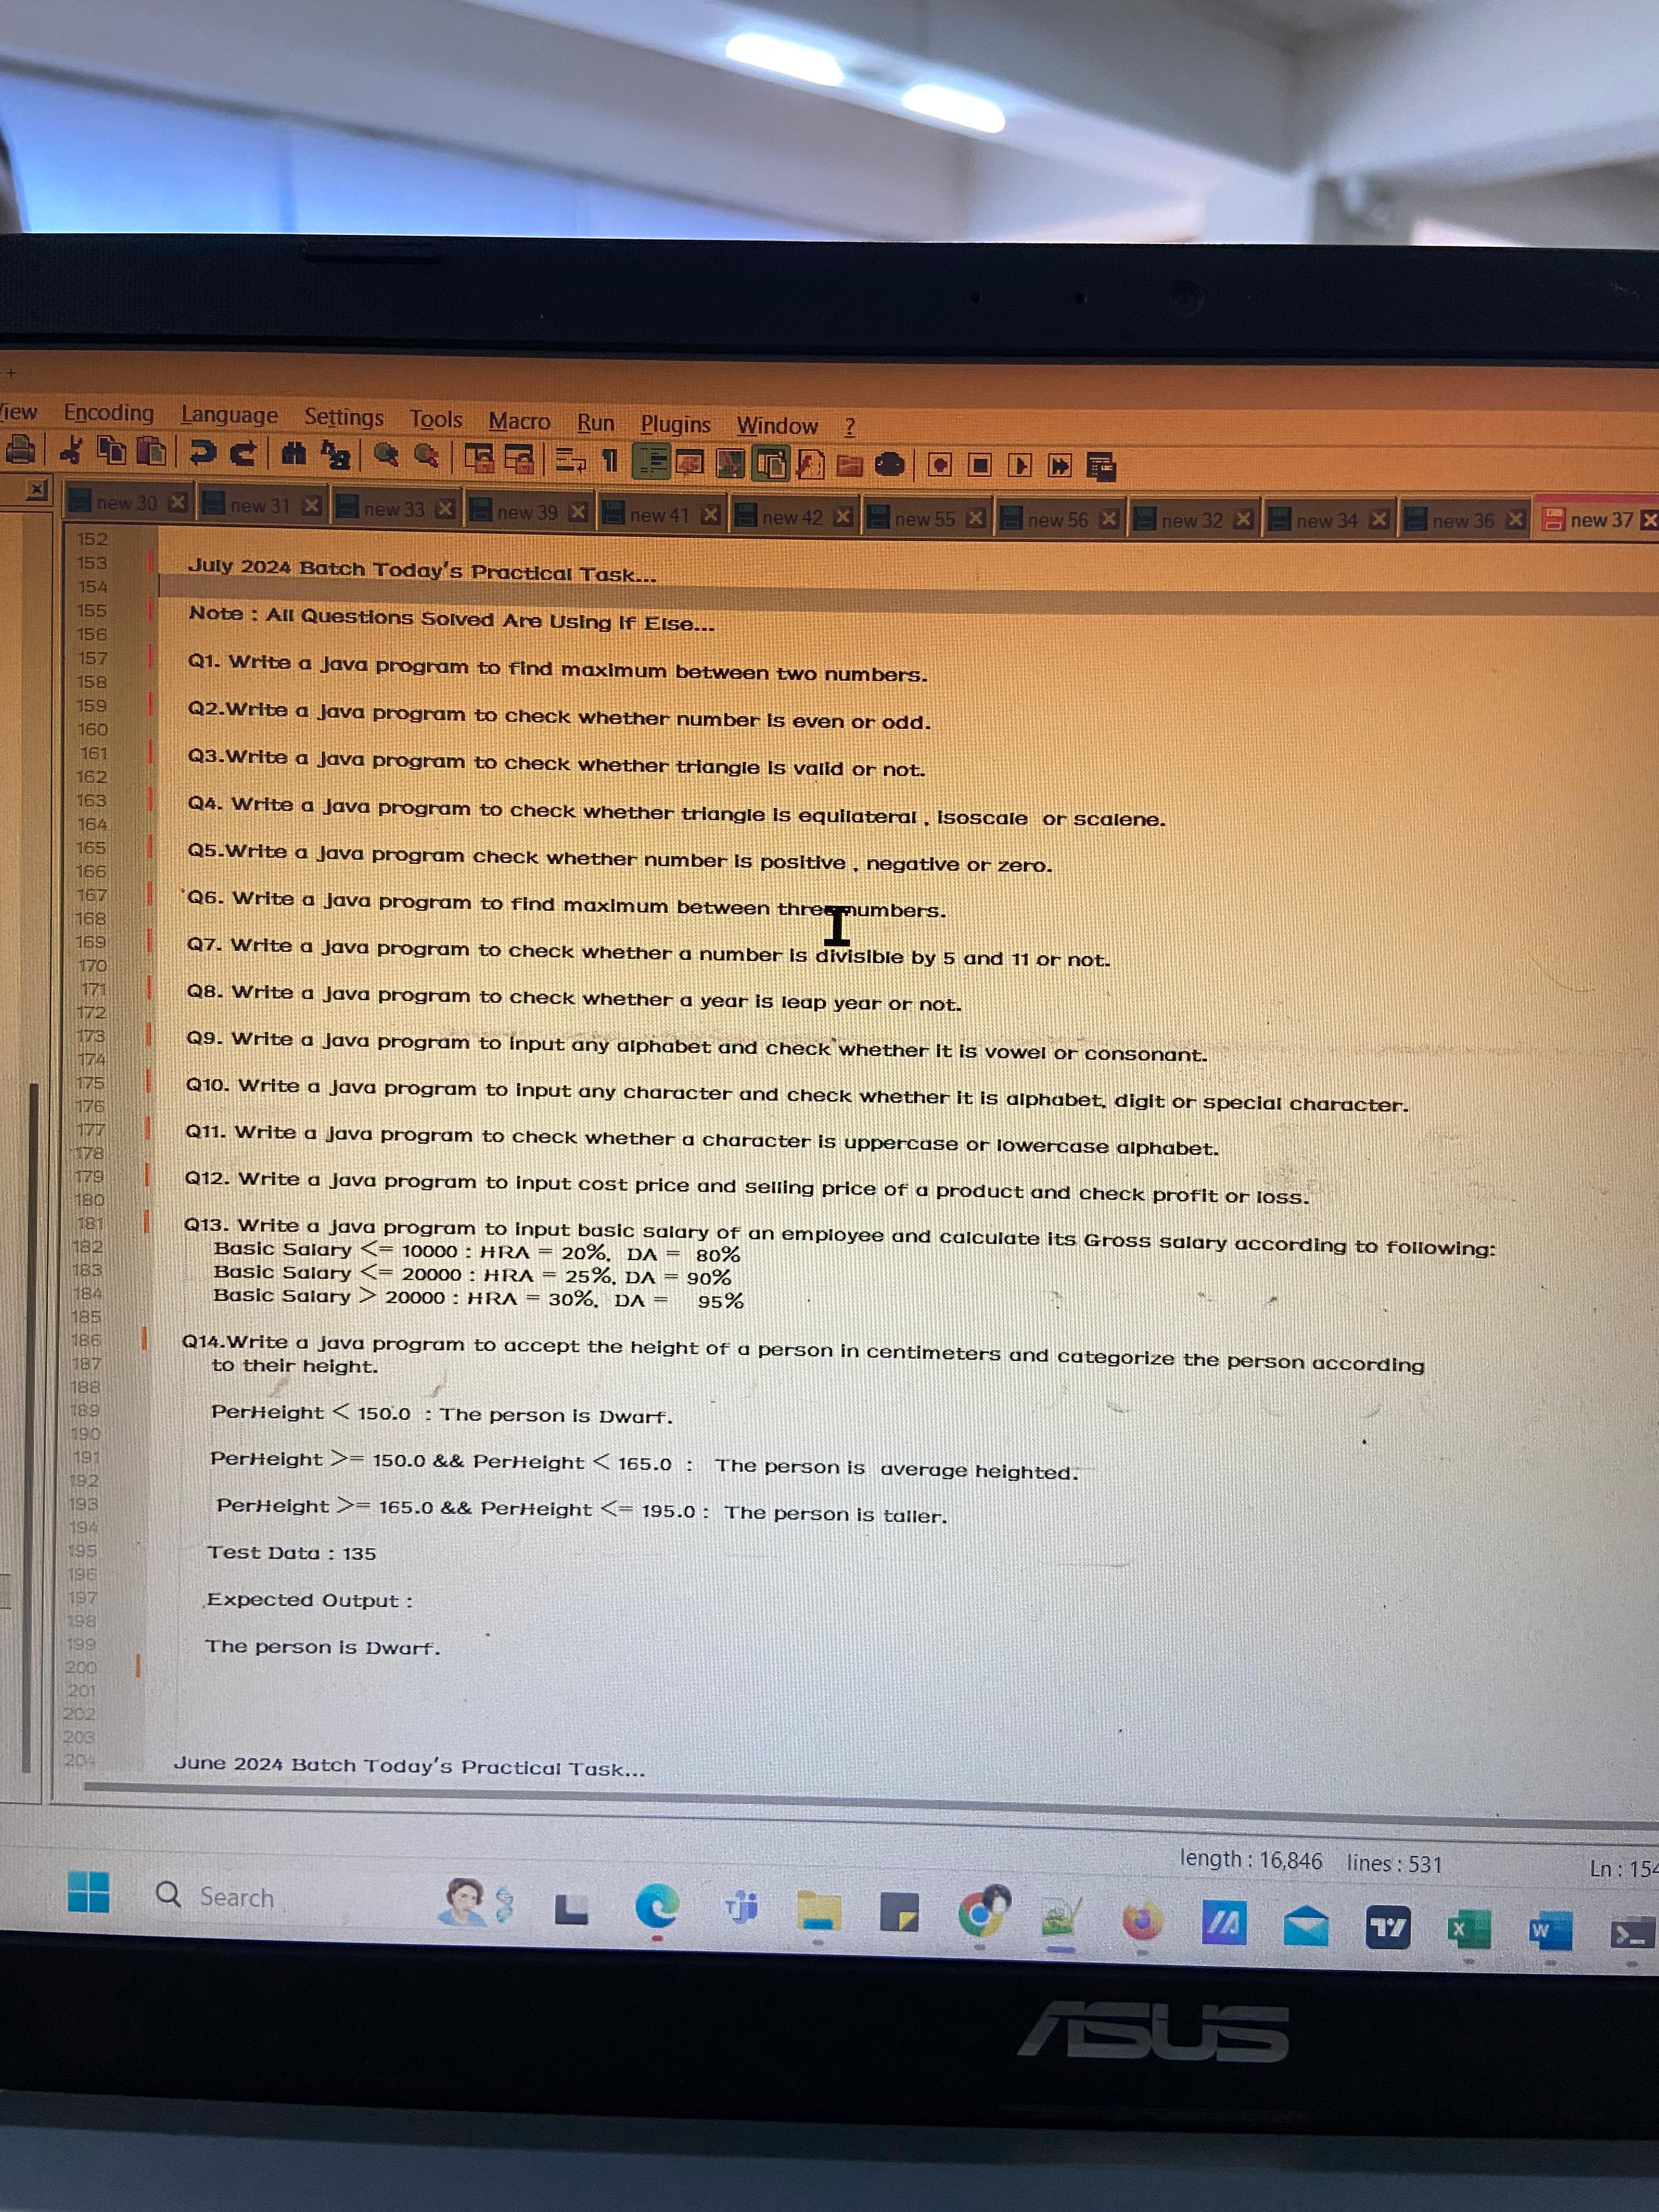 iew Encoding Language Settings Tools Macro Run Plugins Window ?
new 30 new 31 new 33 new 39 new 41 new 42 new 55 new 56 new 32 new 34 new 36 new 37
152
153 July 2024 Batch Today's Practical Task...
154
155 Note : All Questions Solved Are Using If Else...
156
157 Q1. Write a Java program to find maximum between two numbers.
158
159 Q2.Write a Java program to check whether number is even or odd.
160
161 Q3.Write a Java program to check whether triangle is valid or not.
162
163 Q4. Write a Java program to check whether triangle is equilateral , isoscale or scalene.
164
165 Q5.Write a Java program check whether number is positive , negative or zero.
166
167 Q6. Write a Java program to find maximum between three numbers.
168
169 Q7. Write a Java program to check whether a number is divisible by 5 and 11 or not.
170
171 Q8. Write a Java program to check whether a year is leap year or not.
172
173 Q9. Write a Java program to input any alphabet and check whether it is vowel or consonant.
174
175 Q10. Write a Java program to input any character and check whether it is alphabet, digit or special character.
176
177 Q11. Write a Java program to check whether a character is uppercase or lowercase alphabet.
178
179 Q12. Write a Java program to input cost price and selling price of a product and check profit or loss.
180
181 Q13. Write a Java program to input basic salary of an employee and calculate its Gross salary according to following:
182 Basic Salary <= 10000 : HRA = 20%, DA = 80%
183 Basic Salary <= 20000 : HRA = 25%, DA = 90%
184 Basic Salary > 20000 : HRA = 30%, DA = 95%
185
186 Q14.Write a Java program to accept the height of a person in centimeters and categorize the person according
187 to their height.
188
189 PerHeight < 150.0 : The person is Dwarf.
190
191 PerHeight >= 150.0 && PerHeight < 165.0 : The person is average heighted.
192
193 PerHeight >= 165.0 && PerHeight <= 195.0 : The person is taller.
194
195 Test Data : 135
196
197 Expected Output :
198
199 The person is Dwarf.
200
201
202
203
204 June 2024 Batch Today's Practical Task...
length : 16,846 lines : 531 Ln : 154
Search
ASUS